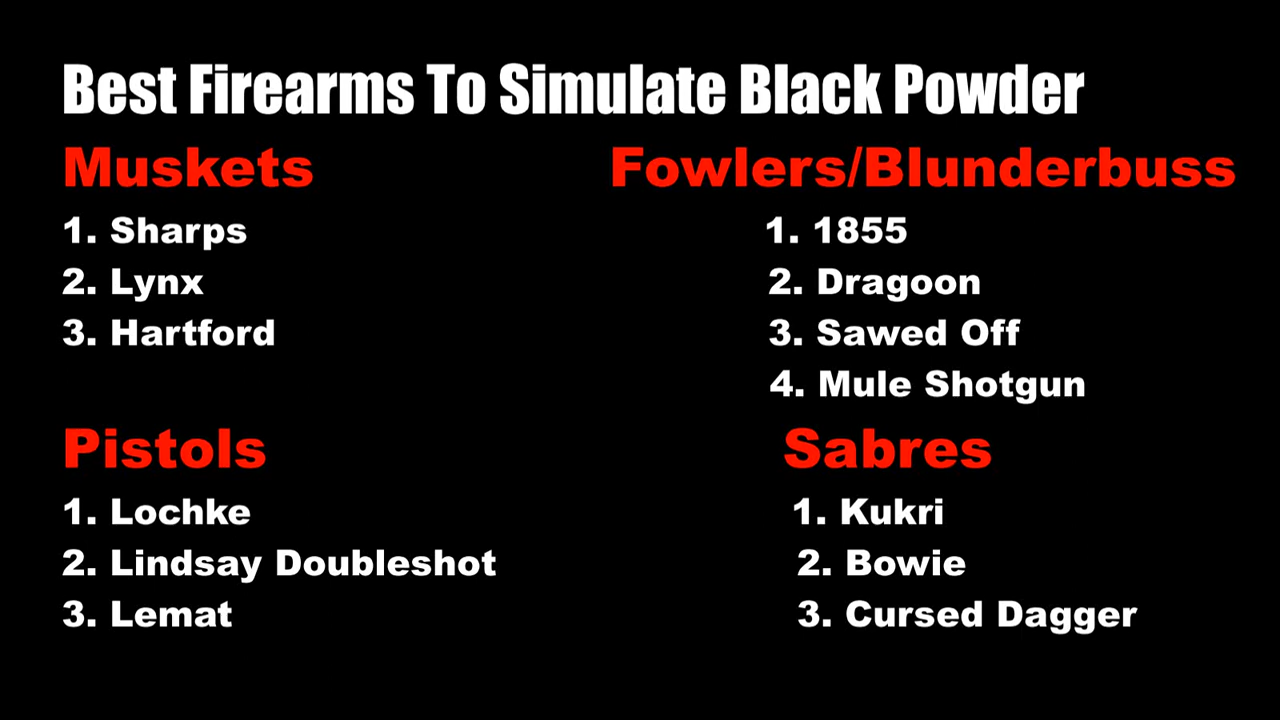 Best Firearms To Simulate Black Powder
Muskets
1. Sharps
2. Lynx
3. Hartford
Fowlers/Blunderbuss
1. 1855
2. Dragoon
3. Sawed Off
4. Mule Shotgun
Pistols
1. Lochke
2. Lindsay Doubleshot
3. Lemat
Sabres
1. Kukri
2. Bowie
3. Cursed Dagger